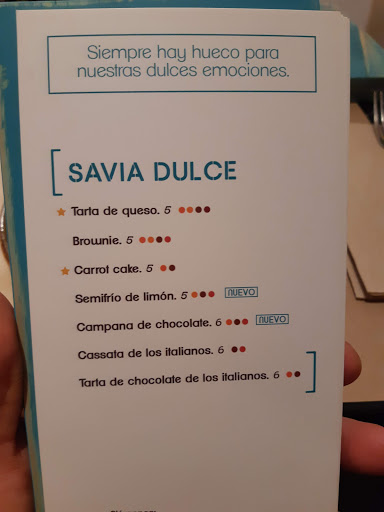 Siempre hay hueco para
nuestras dulces emociones.
SAVIA DULCE
Tarta de queso. 5
Brownie. 5
Carrot cake. 5
Semifrío de limón. 5 NUEVO
Campana de chocolate. 6 NUEVO
Cassata de los italianos. 6
Tarta de chocolate de los italianos. 6